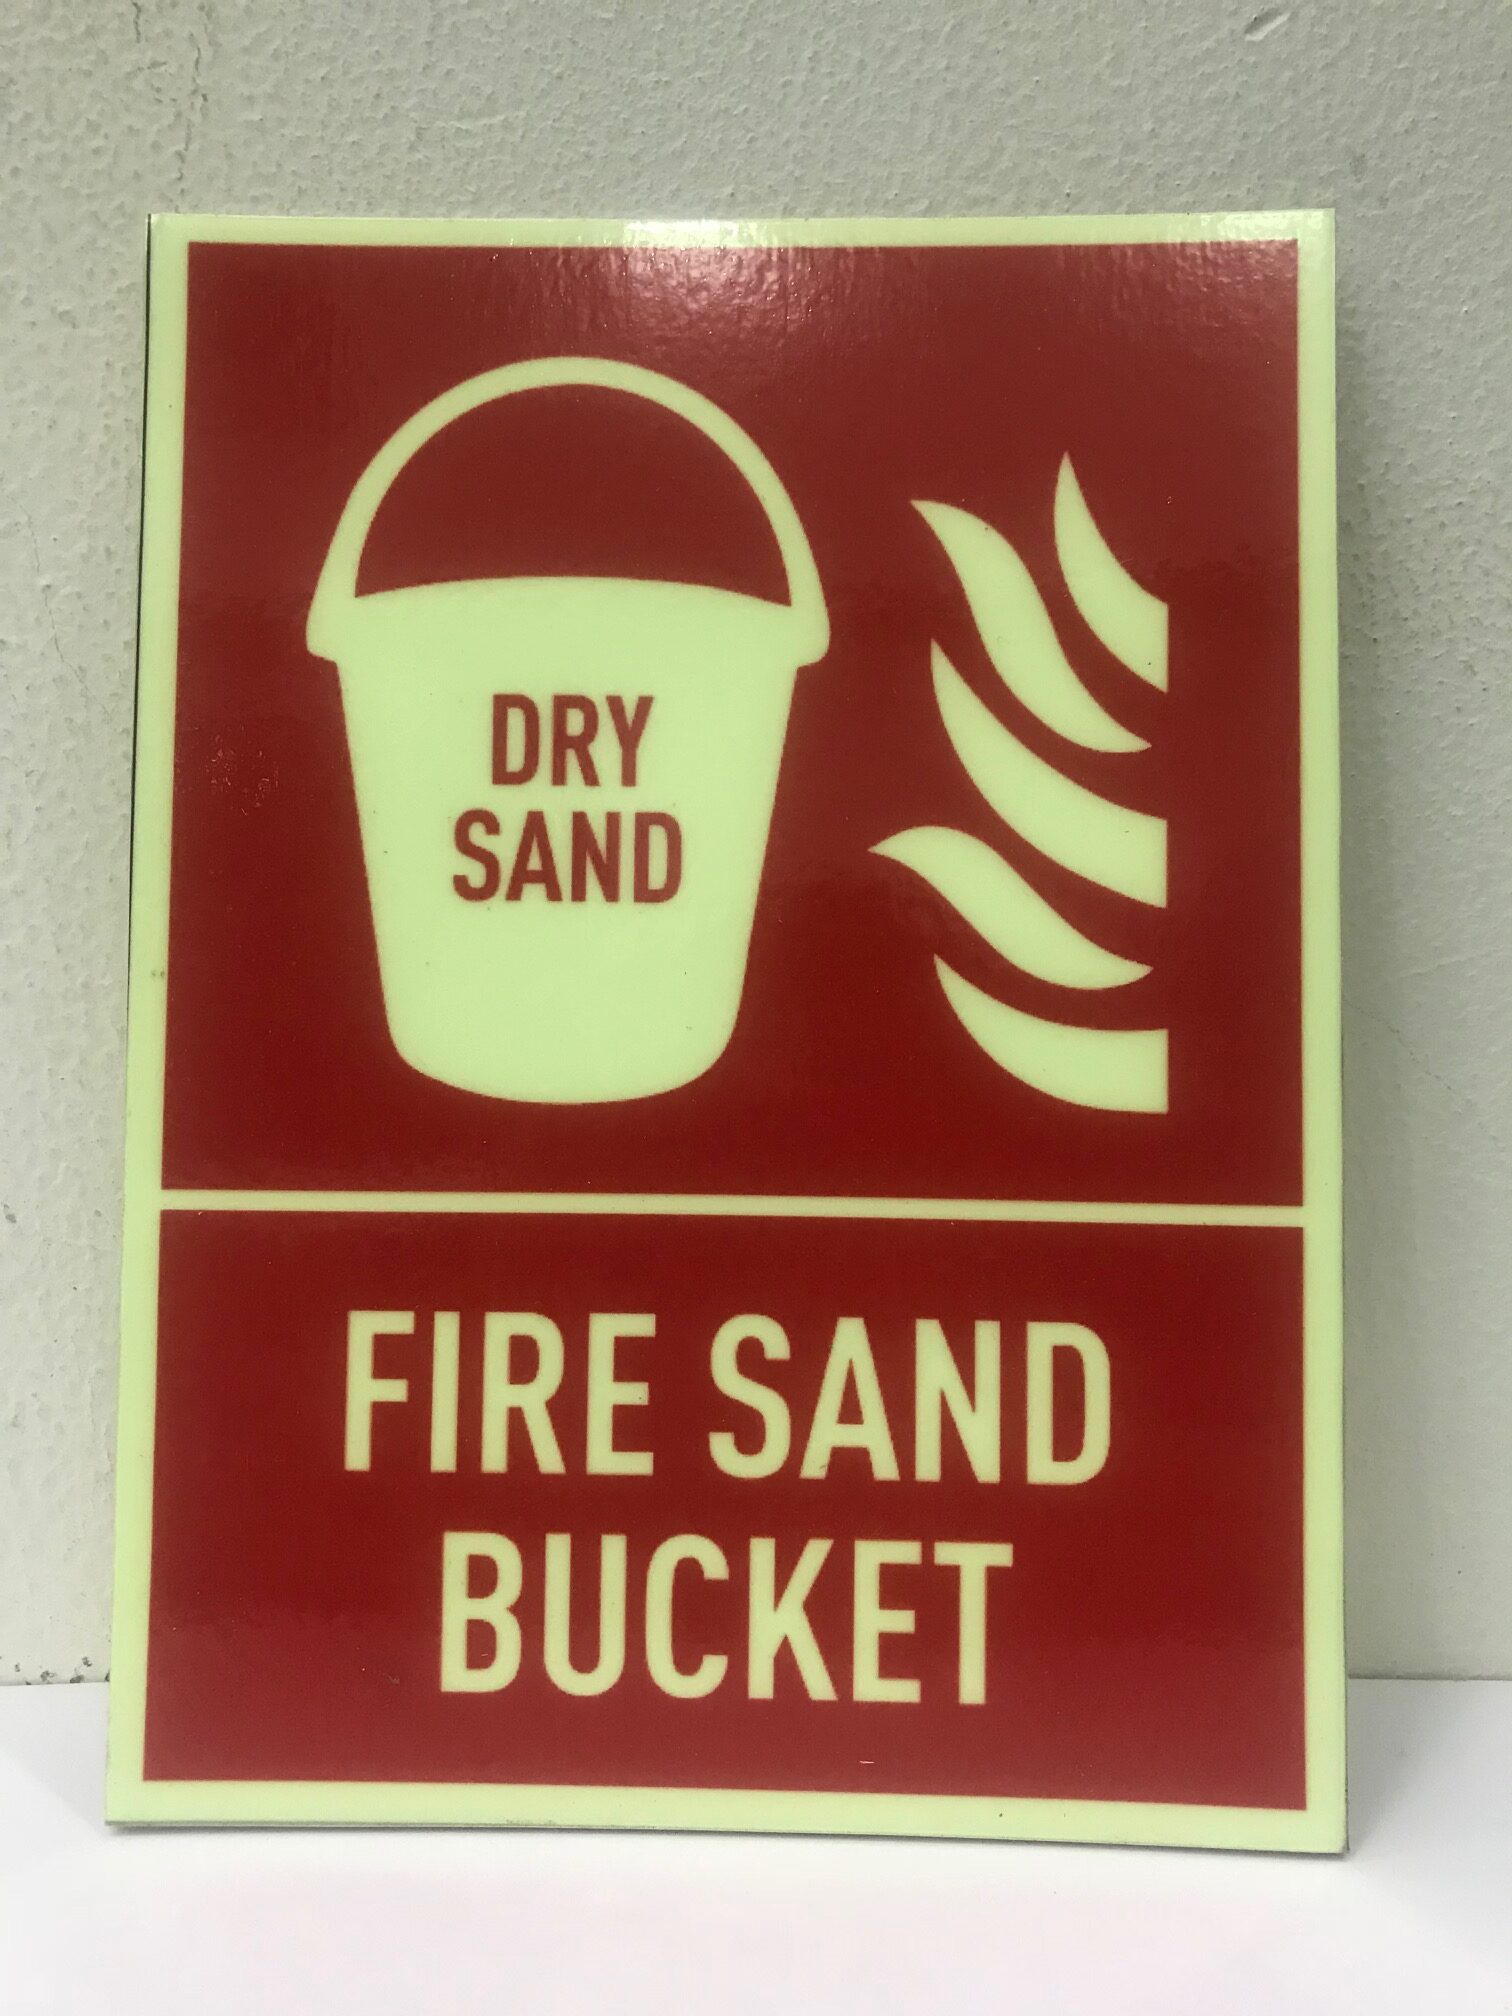 DRY
SAND
FIRE SAND
BUCKET